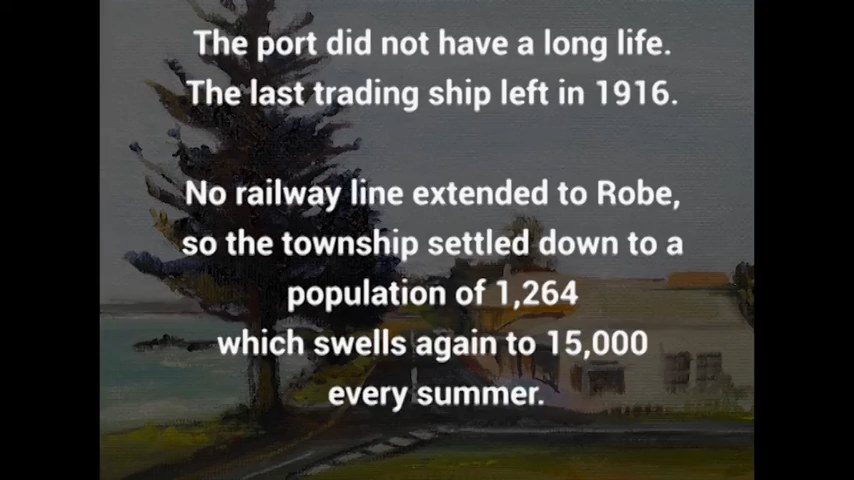 The port did not have a long life.
The last trading ship left in 1916.
No railway line extended to Robe,
so the township settled down to a
population of 1,264
which swells again to 15,000
every summer.